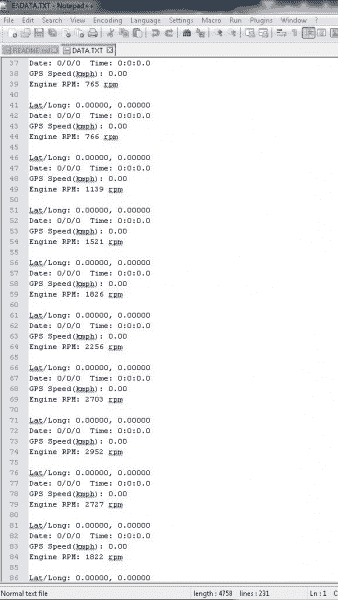 E:\DATA.TXT - Notepad++
File Edit Search View Encoding Language Settings Macro Run Plugins Window ?
README.md DATA.TXT
37 Date: 0/0/0 Time: 0:0:0.0
38 GPS Speed(kmph): 0.00
39 Engine RPM: 765 rpm
40
41 Lat/Long: 0.00000, 0.00000
42 Date: 0/0/0 Time: 0:0:0.0
43 GPS Speed(kmph): 0.00
44 Engine RPM: 766 rpm
45
46 Lat/Long: 0.00000, 0.00000
47 Date: 0/0/0 Time: 0:0:0.0
48 GPS Speed(kmph): 0.00
49 Engine RPM: 1139 rpm
50
51 Lat/Long: 0.00000, 0.00000
52 Date: 0/0/0 Time: 0:0:0.0
53 GPS Speed(kmph): 0.00
54 Engine RPM: 1521 rpm
55
56 Lat/Long: 0.00000, 0.00000
57 Date: 0/0/0 Time: 0:0:0.0
58 GPS Speed(kmph): 0.00
59 Engine RPM: 1826 rpm
60
61 Lat/Long: 0.00000, 0.00000
62 Date: 0/0/0 Time: 0:0:0.0
63 GPS Speed(kmph): 0.00
64 Engine RPM: 2256 rpm
65
66 Lat/Long: 0.00000, 0.00000
67 Date: 0/0/0 Time: 0:0:0.0
68 GPS Speed(kmph): 0.00
69 Engine RPM: 2703 rpm
70
71 Lat/Long: 0.00000, 0.00000
72 Date: 0/0/0 Time: 0:0:0.0
73 GPS Speed(kmph): 0.00
74 Engine RPM: 2952 rpm
75
76 Lat/Long: 0.00000, 0.00000
77 Date: 0/0/0 Time: 0:0:0.0
78 GPS Speed(kmph): 0.00
79 Engine RPM: 2727 rpm
80
81 Lat/Long: 0.00000, 0.00000
82 Date: 0/0/0 Time: 0:0:0.0
83 GPS Speed(kmph): 0.00
84 Engine RPM: 1822 rpm
85
86 Lat/Long: 0.00000, 0.00000
Normal text file length : 4758 lines : 231 Ln : 1 C